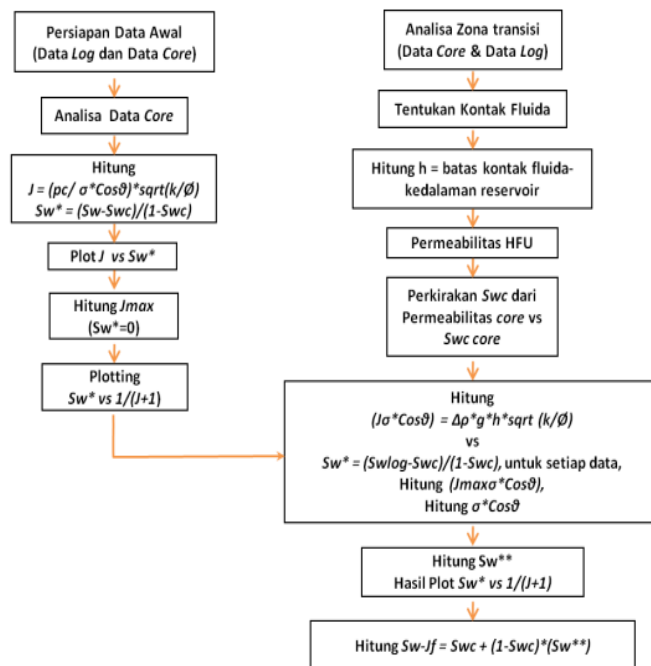 Persiapan Data Awal
(Data Log dan Data Core)
Analisa Data Core
Hitung
J = (pc/ σ*Cosϑ)*sqrt(k/Ø)
Sw* = (Sw-Swc)/(1-Swc)
Plot J vs Sw*
Hitung Jmax
(Sw*=0)
Plotting
Sw* vs 1/(J+1)
Analisa Zona transisi
(Data Core & Data Log)
Tentukan Kontak Fluida
Hitung h = batas kontak fluida-
kedalaman reservoir
Permeabilitas HFU
Perkirakan Swc dari
Permeabilitas core vs
Swc core
Hitung
(Jσ*Cosϑ) = Δρ*g*h*sqrt (k/Ø)
vs
Sw* = (Swlog-Swc)/(1-Swc), untuk setiap data,
Hitung (Jmaxσ*Cosϑ),
Hitung σ*Cosϑ
Hitung Sw**
Hasil Plot Sw* vs 1/(J+1)
Hitung Sw-Jf = Swc + (1-Swc)*(Sw**)